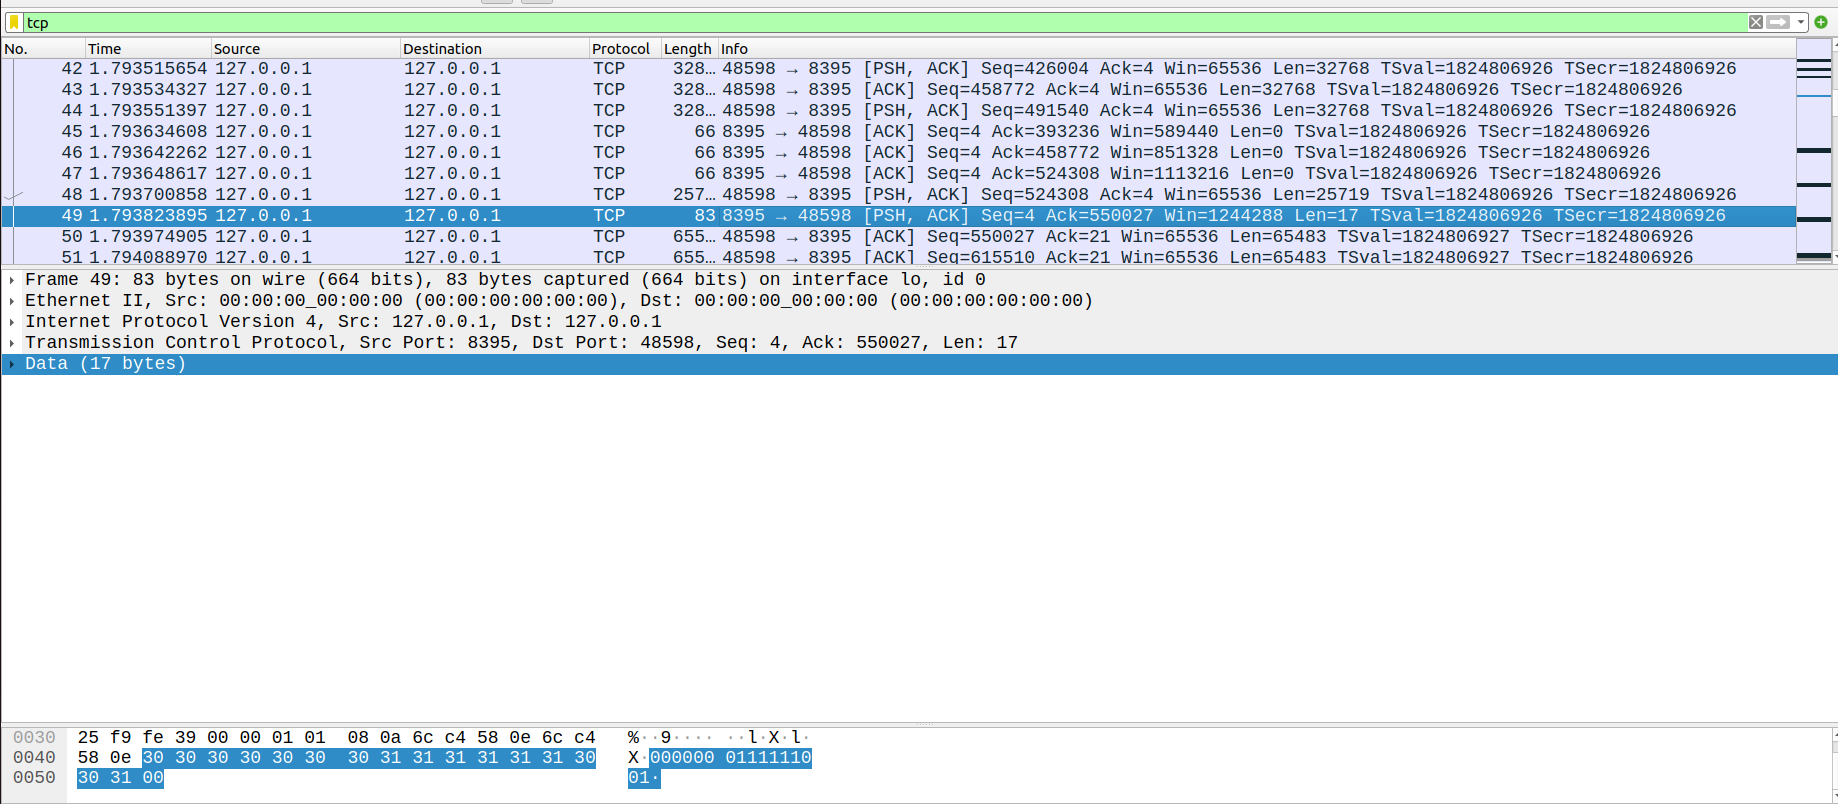 tcp
No. Time Source Destination Protocol Length Info
42 1.793515654 127.0.0.1 127.0.0.1 TCP 328… 48598 → 8395 [PSH, ACK] Seq=426004 Ack=4 Win=65536 Len=32768 TSval=1824806926 TSecr=1824806926
43 1.793534327 127.0.0.1 127.0.0.1 TCP 328… 48598 → 8395 [ACK] Seq=458772 Ack=4 Win=65536 Len=32768 TSval=1824806926 TSecr=1824806926
44 1.793551397 127.0.0.1 127.0.0.1 TCP 328… 48598 → 8395 [PSH, ACK] Seq=491540 Ack=4 Win=65536 Len=32768 TSval=1824806926 TSecr=1824806926
45 1.793634608 127.0.0.1 127.0.0.1 TCP 66 8395 → 48598 [ACK] Seq=4 Ack=393236 Win=589440 Len=0 TSval=1824806926 TSecr=1824806926
46 1.793642262 127.0.0.1 127.0.0.1 TCP 66 8395 → 48598 [ACK] Seq=4 Ack=458772 Win=851328 Len=0 TSval=1824806926 TSecr=1824806926
47 1.793648617 127.0.0.1 127.0.0.1 TCP 66 8395 → 48598 [ACK] Seq=4 Ack=524308 Win=1113216 Len=0 TSval=1824806926 TSecr=1824806926
48 1.793700858 127.0.0.1 127.0.0.1 TCP 257… 48598 → 8395 [PSH, ACK] Seq=524308 Ack=4 Win=65536 Len=25719 TSval=1824806926 TSecr=1824806926
49 1.793823895 127.0.0.1 127.0.0.1 TCP 83 8395 → 48598 [PSH, ACK] Seq=4 Ack=550027 Win=1244288 Len=17 TSval=1824806926 TSecr=1824806926
50 1.793974905 127.0.0.1 127.0.0.1 TCP 655… 48598 → 8395 [ACK] Seq=550027 Ack=21 Win=65536 Len=65483 TSval=1824806927 TSecr=1824806926
51 1.794088970 127.0.0.1 127.0.0.1 TCP 655… 48598 → 8395 [ACK] Seq=615510 Ack=21 Win=65536 Len=65483 TSval=1824806927 TSecr=1824806926
Frame 49: 83 bytes on wire (664 bits), 83 bytes captured (664 bits) on interface lo, id 0
Ethernet II, Src: 00:00:00_00:00:00 (00:00:00:00:00:00), Dst: 00:00:00_00:00:00 (00:00:00:00:00:00)
Internet Protocol Version 4, Src: 127.0.0.1, Dst: 127.0.0.1
Transmission Control Protocol, Src Port: 8395, Dst Port: 48598, Seq: 4, Ack: 550027, Len: 17
Data (17 bytes)
0030 25 f9 fe 39 00 00 01 01 08 0a 6c c4 58 0e 6c c4 %··9···· ··l·X·l·
0040 58 0e 30 30 30 30 30 30 30 31 31 31 31 31 31 30 X·000000 01111110
0050 30 31 00 01·